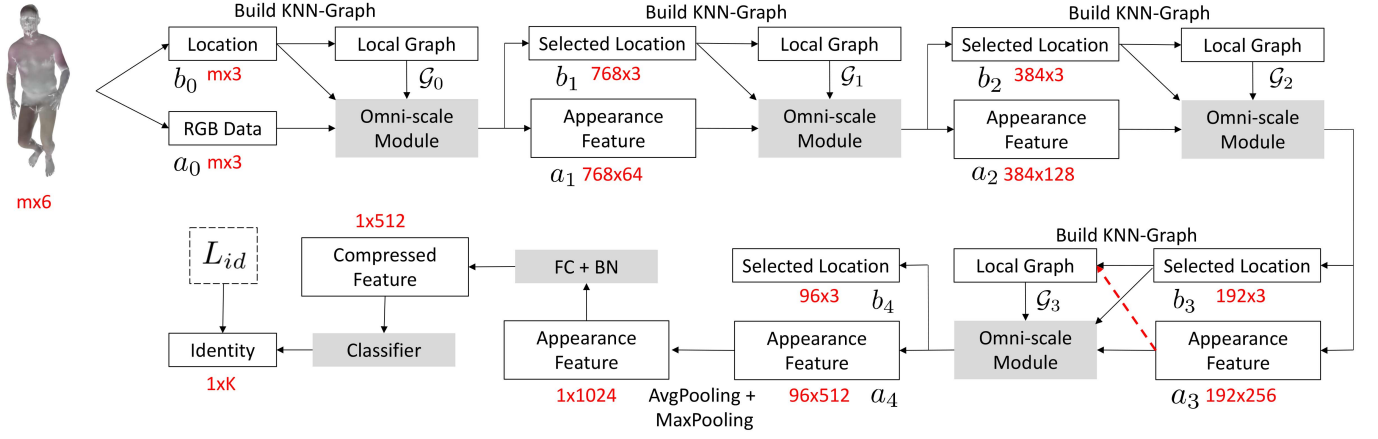 Build KNN-Graph
Location
b0 mx3
Local Graph
G0
RGB Data
a0 mx3
Omni-scale
Module
mx6
Build KNN-Graph
Selected Location
b1 768x3
Local Graph
G1
Appearance
Feature
a1 768x64
Omni-scale
Module
Build KNN-Graph
Selected Location
b2 384x3
Local Graph
G2
Appearance
Feature
a2 384x128
Omni-scale
Module
Build KNN-Graph
Local Graph
G3
Selected Location
b3 192x3
Omni-scale
Module
Appearance
Feature
a3 192x256
Selected Location
96x3 b4
Appearance
Feature
96x512 a4
AvgPooling +
MaxPooling
Appearance
Feature
1x1024
FC + BN
1x512
Compressed
Feature
Classifier
Lid
Identity
1xK